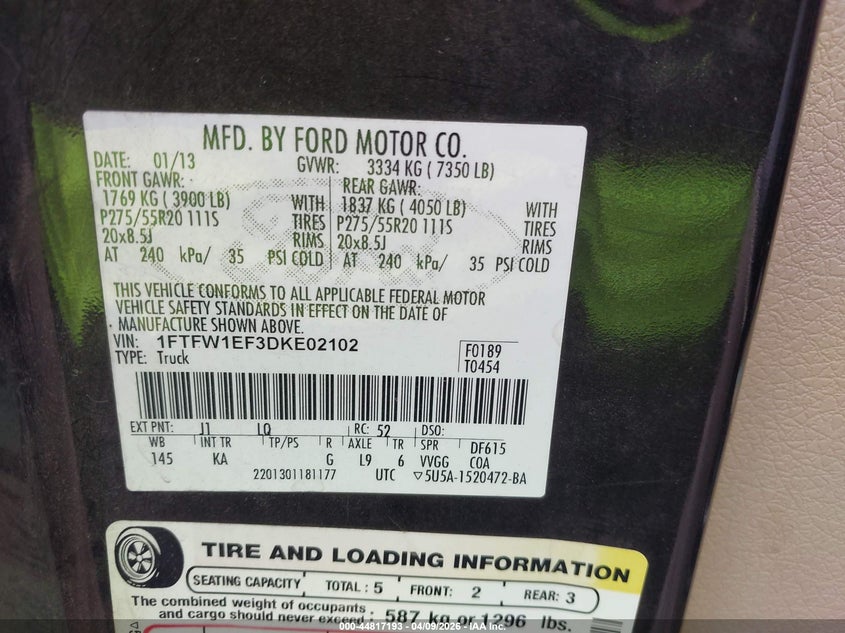 MFD. BY FORD MOTOR CO.
DATE: 01/13 GVWR: 3334 KG ( 7350 LB)
FRONT GAWR: REAR GAWR:
1769 KG ( 3900 LB) WITH 1837 KG ( 4050 LB) WITH
P275/55R20 111S TIRES P275/55R20 111S TIRES
20x8.5J RIMS 20x8.5J RIMS
AT 240 kPa/ 35 PSI COLD AT 240 kPa/ 35 PSI COLD
THIS VEHICLE CONFORMS TO ALL APPLICABLE FEDERAL MOTOR
VEHICLE SAFETY STANDARDS IN EFFECT ON THE DATE OF
MANUFACTURE SHOWN ABOVE.
VIN: 1FTFW1EF3DKE02102 F0189
TYPE: Truck T0454
EXT PNT: J1 LQ RC: 52 DSO:
WB INT TR TP/PS R AXLE TR SPR DF615
145 KA G L9 6 VVGG COA
2201301181177 UTC ▽5U5A-1520472-BA
TIRE AND LOADING INFORMATION
SEATING CAPACITY TOTAL : 5 FRONT: 2 REAR: 3
The combined weight of occupants
and cargo should never exceed : 587 kg or 1296 lbs.
000-44817193 - 04/09/2026 - IAA Inc.